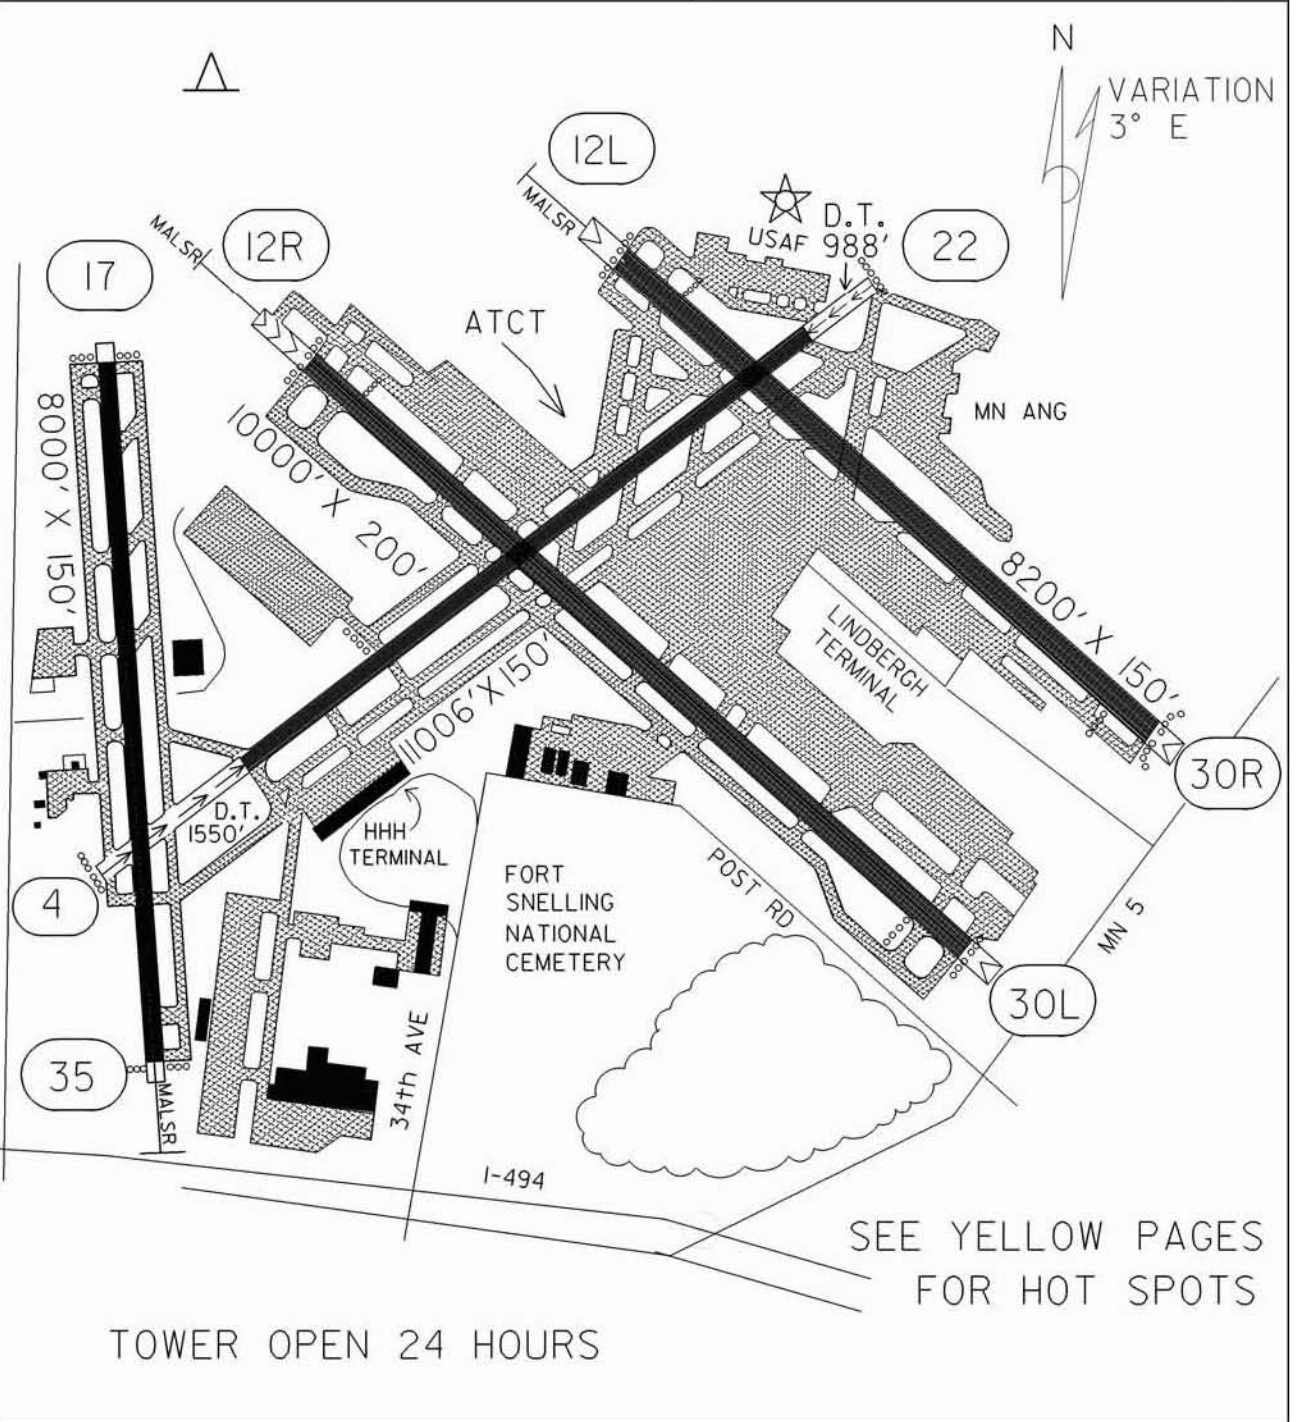 N
VARIATION
3° E
12L
MALSR
D.T.
988'
USAF
22
MALSR
12R
17
ATCT
MN ANG
8000' X 150'
10000' X 200'
8200' X 150'
LINDBERGH
TERMINAL
11006' X 150'
30R
D.T.
1550'
HHH
TERMINAL
4
FORT
SNELLING
NATIONAL
CEMETERY
POST RD
MN 5
30L
35
MALSR
34th AVE
I-494
SEE YELLOW PAGES
FOR HOT SPOTS
TOWER OPEN 24 HOURS